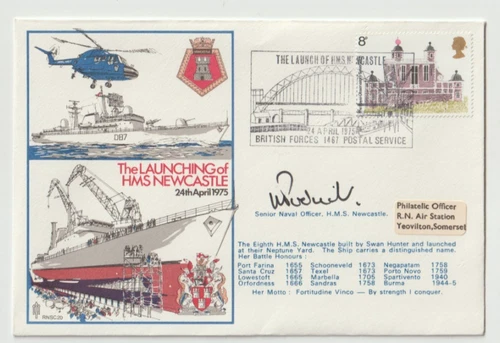 D87
The LAUNCHING of
HMS NEWCASTLE
24th April 1975
RNSC20
8p
THE LAUNCH OF H.M.S. NEWCASTLE
24 APRIL 1975
BRITISH FORCES 1467 POSTAL SERVICE
Senior Naval Officer, H.M.S. Newcastle.
Philatelic Officer
R.N. Air Station
Yeovilton, Somerset
The Eighth H.M.S. Newcastle built by Swan Hunter and launched
at their Neptune Yard. The Ship carries a distinguished name.
Her Battle Honours :
Port Farina 1655 Schooneveld 1673 Negapatam 1758
Santa Cruz 1657 Texel 1673 Porto Novo 1759
Lowestoft 1665 Marbella 1705 Spartivento 1940
Orfordness 1666 Sandras 1758 Burma 1944-5
Her Motto : Fortitudine Vinco — By strength I conquer.